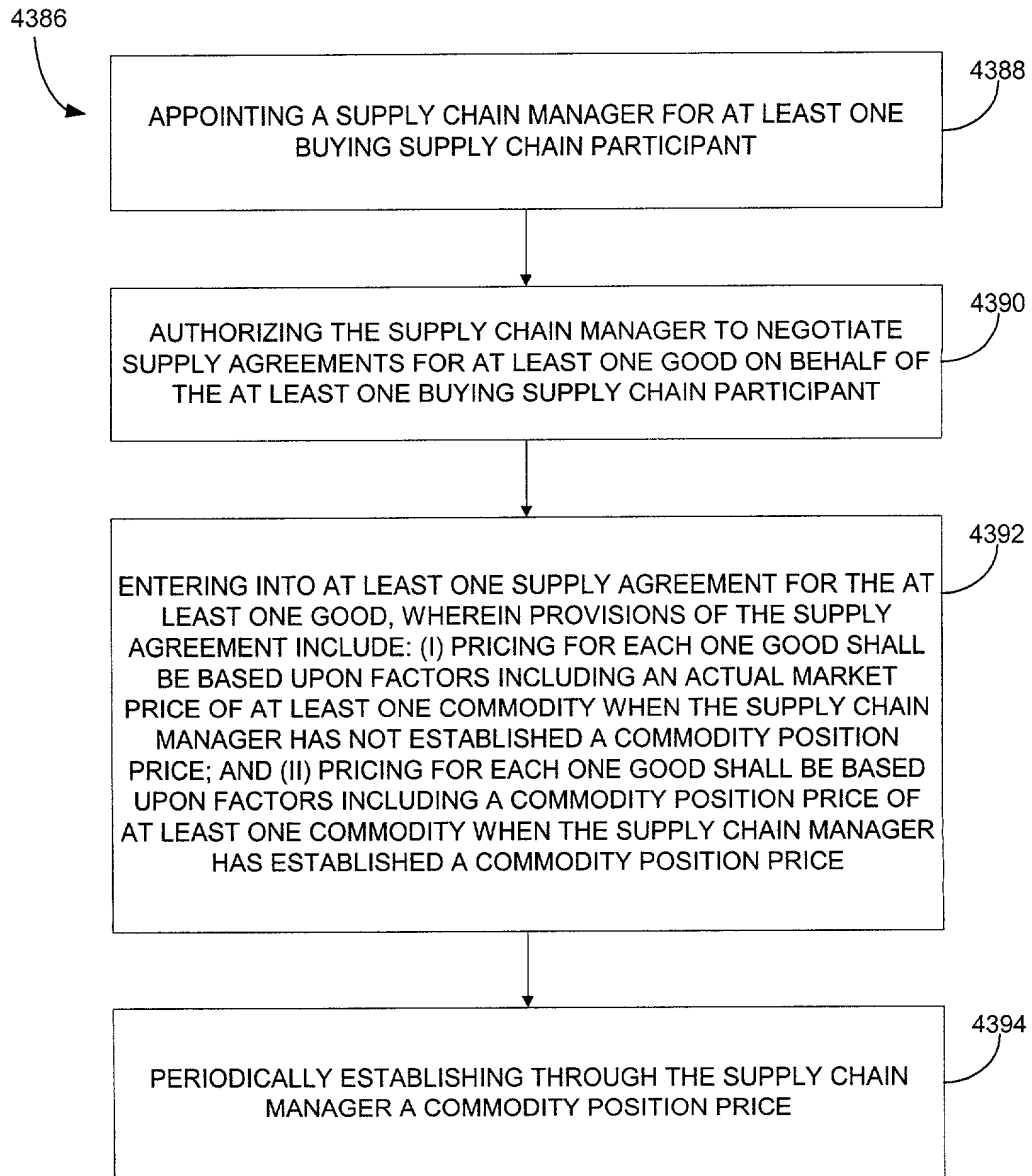 4386
4388
APPOINTING A SUPPLY CHAIN MANAGER FOR AT LEAST ONE
BUYING SUPPLY CHAIN PARTICIPANT
4390
AUTHORIZING THE SUPPLY CHAIN MANAGER TO NEGOTIATE
SUPPLY AGREEMENTS FOR AT LEAST ONE GOOD ON BEHALF OF
THE AT LEAST ONE BUYING SUPPLY CHAIN PARTICIPANT
4392
ENTERING INTO AT LEAST ONE SUPPLY AGREEMENT FOR THE AT
LEAST ONE GOOD, WHEREIN PROVISIONS OF THE SUPPLY
AGREEMENT INCLUDE: (I) PRICING FOR EACH ONE GOOD SHALL
BE BASED UPON FACTORS INCLUDING AN ACTUAL MARKET
PRICE OF AT LEAST ONE COMMODITY WHEN THE SUPPLY CHAIN
MANAGER HAS NOT ESTABLISHED A COMMODITY POSITION
PRICE; AND (II) PRICING FOR EACH ONE GOOD SHALL BE BASED
UPON FACTORS INCLUDING A COMMODITY POSITION PRICE OF
AT LEAST ONE COMMODITY WHEN THE SUPPLY CHAIN MANAGER
HAS ESTABLISHED A COMMODITY POSITION PRICE
4394
PERIODICALLY ESTABLISHING THROUGH THE SUPPLY CHAIN
MANAGER A COMMODITY POSITION PRICE